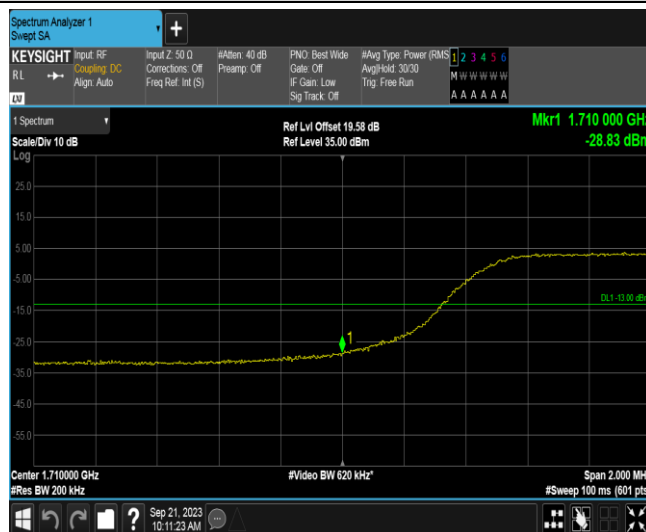 Spectrum Analyzer 1
Swept SA
+
KEYSIGHT
RL
LXI
Input: RF
Coupling: DC
Align: Auto
Input Z: 50 Ω
Corrections: Off
Freq Ref: Int (S)
#Atten: 40 dB
Preamp: Off
PNO: Best Wide
Gate: Off
IF Gain: Low
Sig Track: Off
#Avg Type: Power (RMS
Avg|Hold: 30/30
Trig: Free Run
1 2 3 4 5 6
M W W W W W
A A A A A A
1 Spectrum
Scale/Div 10 dB
Ref Lvl Offset 19.58 dB
Ref Level 35.00 dBm
Mkr1 1.710 000 GHz
-28.83 dBm
Log
25.0
15.0
5.00
-5.00
-15.0
-25.0
-35.0
-45.0
-55.0
1
DL1 -13.00 dBm
Center 1.710000 GHz
#Res BW 200 kHz
#Video BW 620 kHz*
Span 2.000 MH
#Sweep 100 ms (601 pts
?
Sep 21, 2023
10:11:23 AM